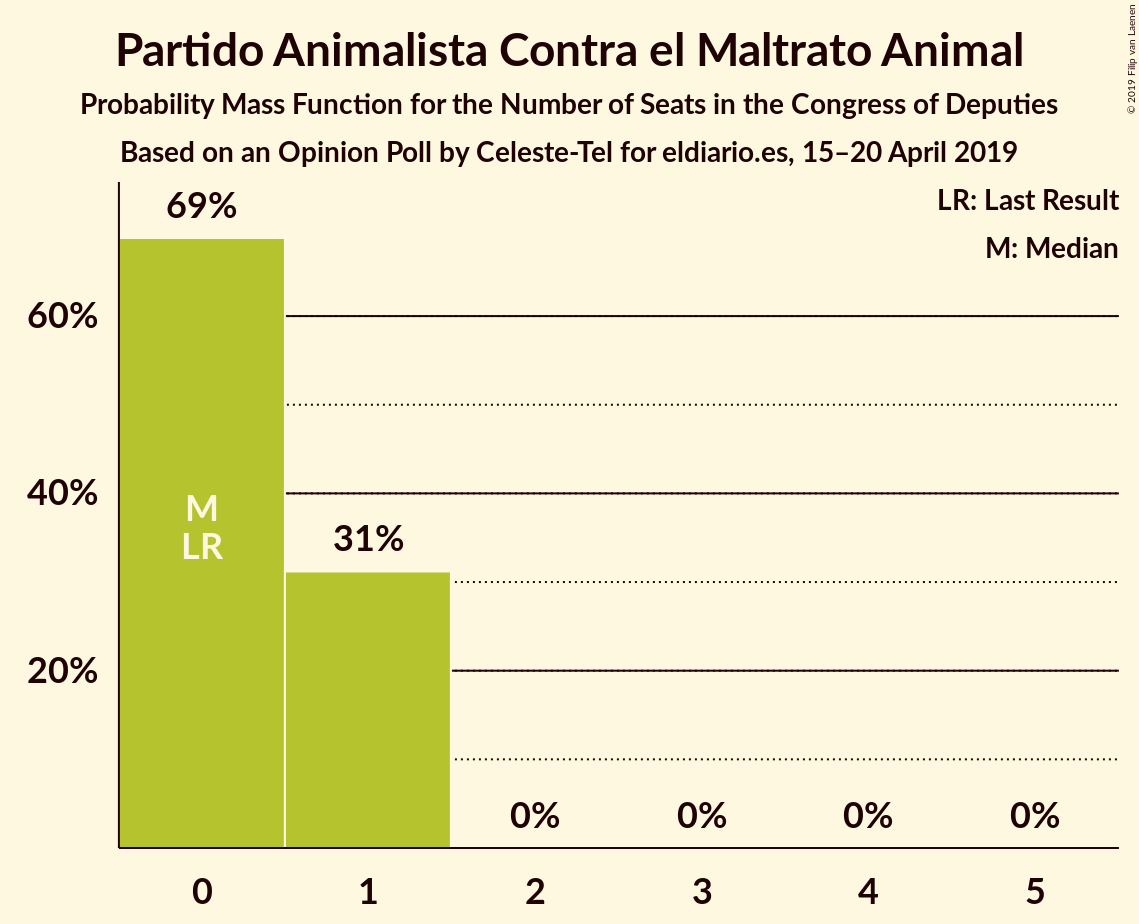 Partido Animalista Contra el Maltrato Animal
Probability Mass Function for the Number of Seats in the Congress of Deputies
Based on an Opinion Poll by Celeste-Tel for eldiario.es, 15–20 April 2019
© 2019 Filip van Laenen
LR: Last Result
M: Median
69%
60%
40%
M
LR
31%
20%
0% 0% 0% 0%
0 1 2 3 4 5